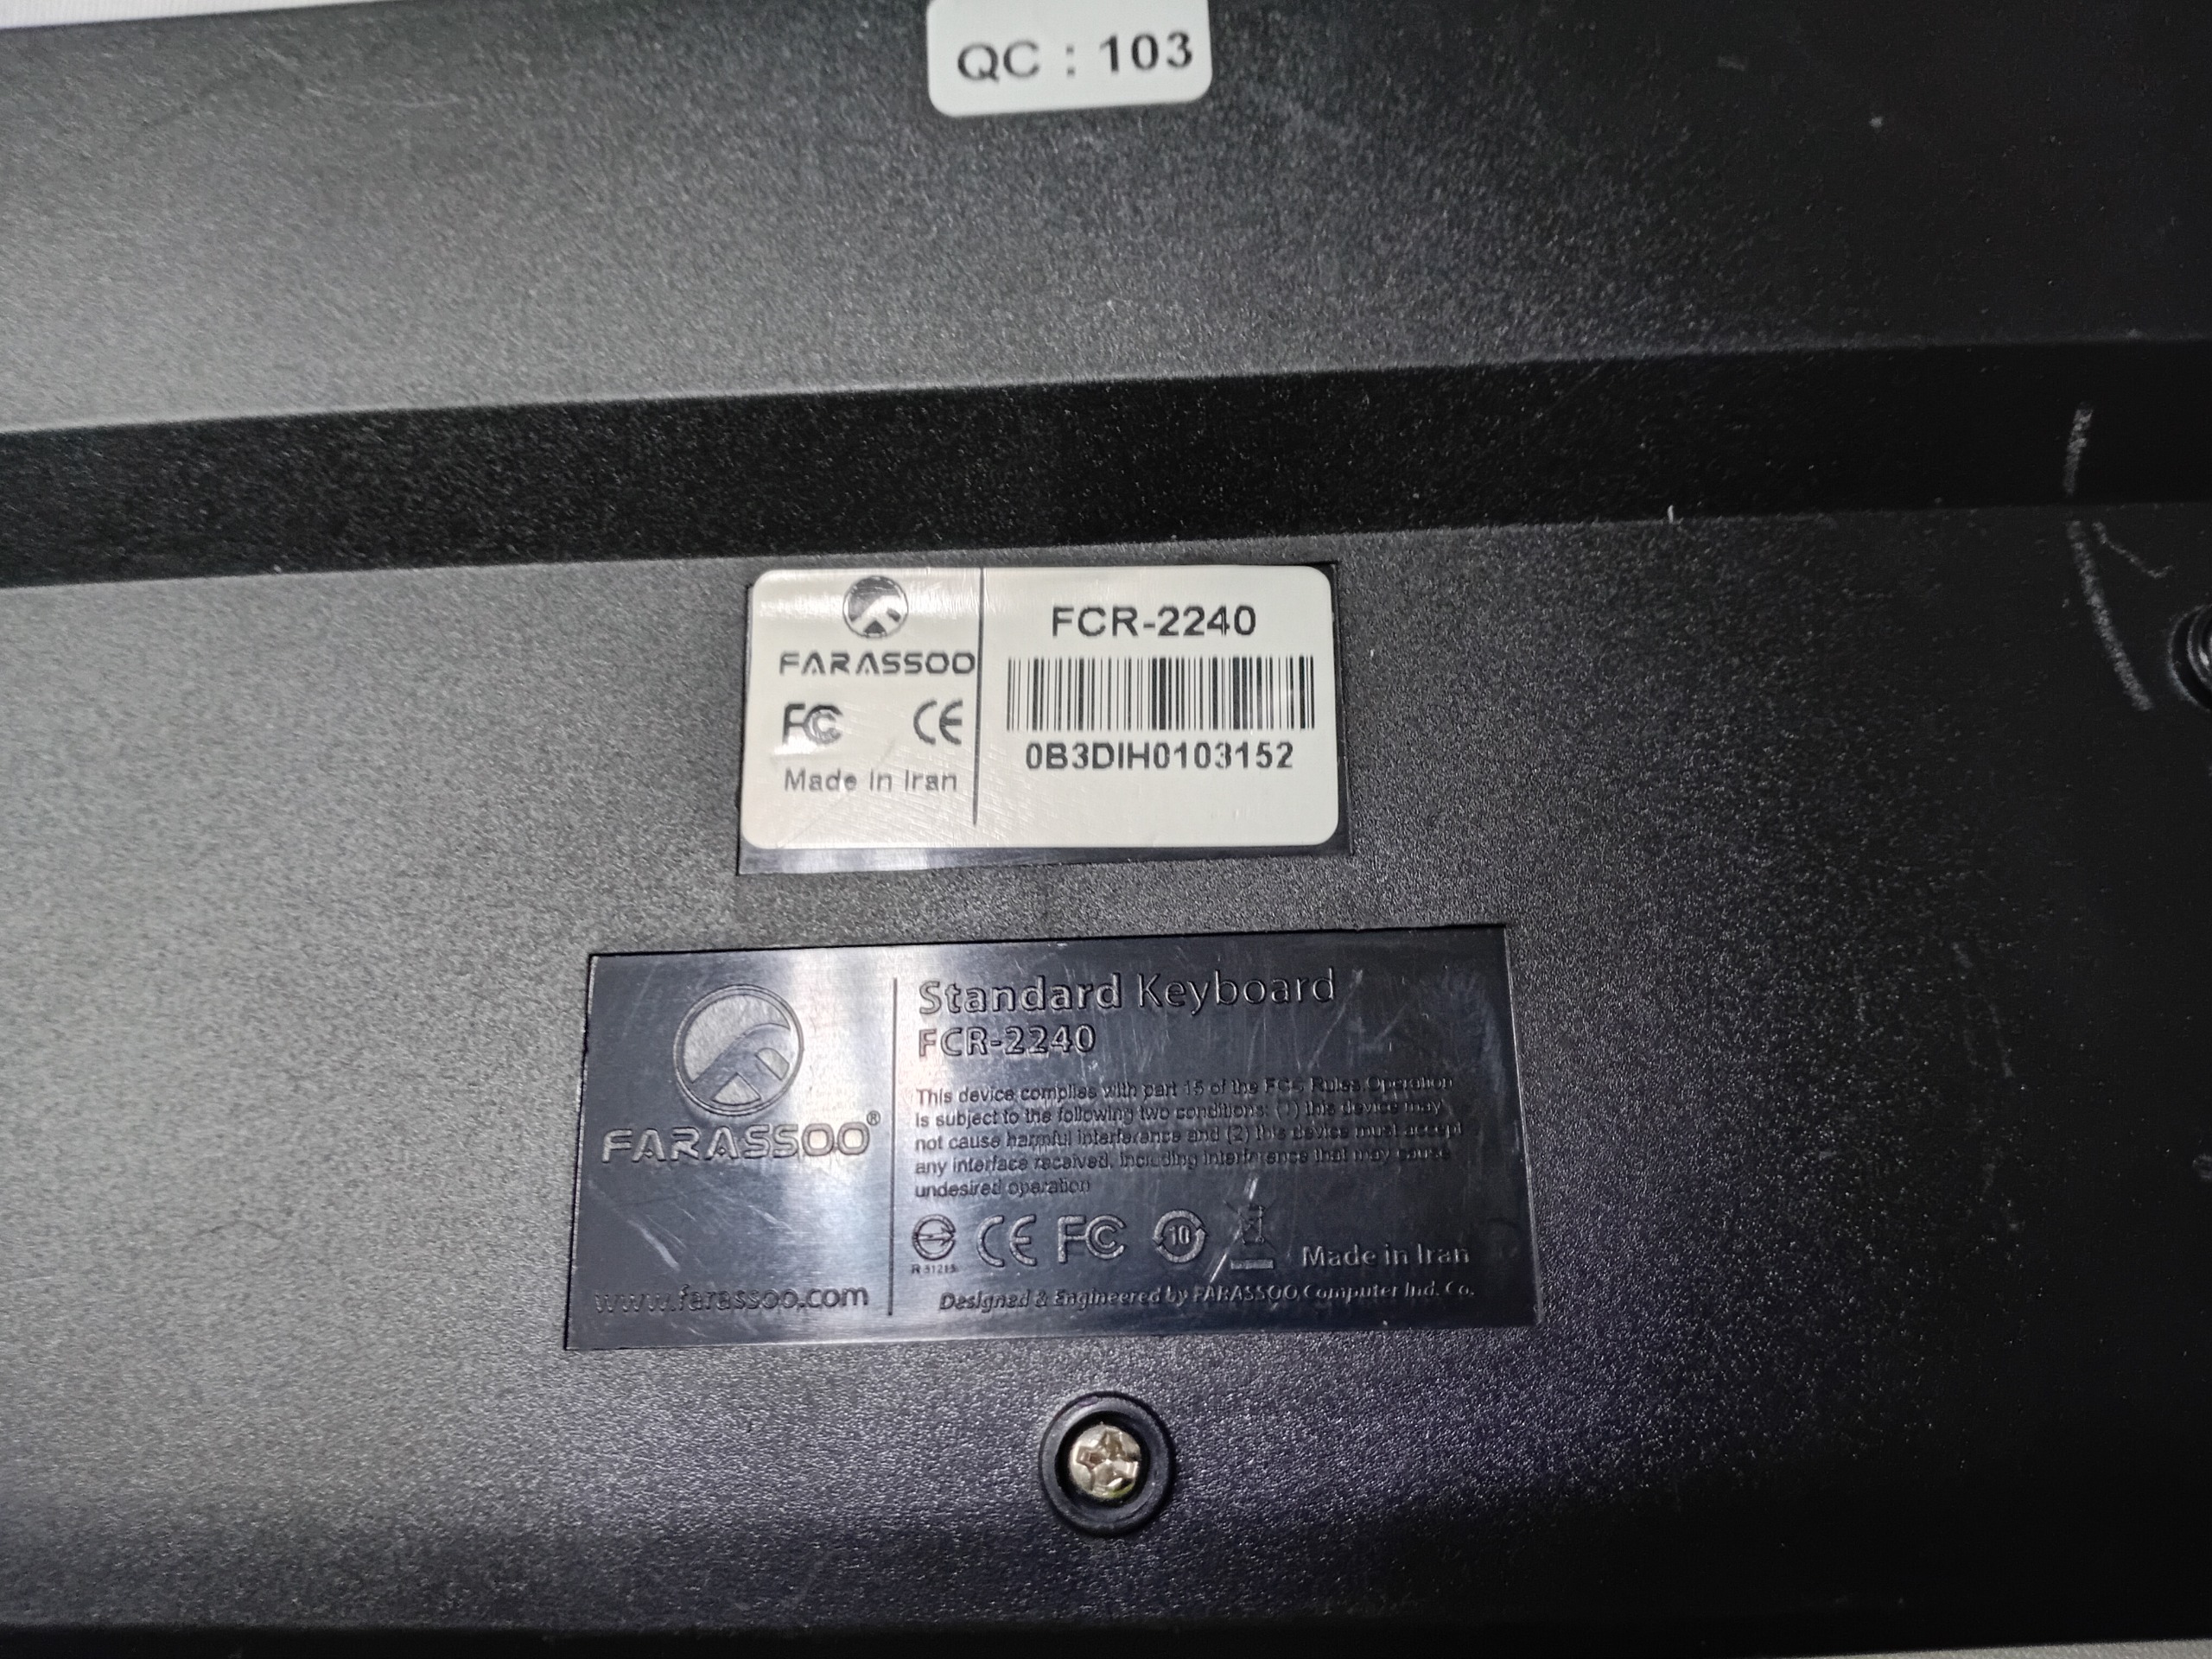 QC : 103
FARASSOO
FC CE
Made in Iran
FCR-2240
0B3DIH0103152
FARASSOO®
www.farassoo.com
Standard Keyboard
FCR-2240
This device complies with part 15 of the FCC Rules Operation
is subject to the following two conditions: (1) this device may
not cause harmful interference and (2) this device must accept
any interface received, including interference that may cause
undesired operation
CE FC 10
Made in Iran
Designed & Engineered by FARASSOO Computer Ind. Co.